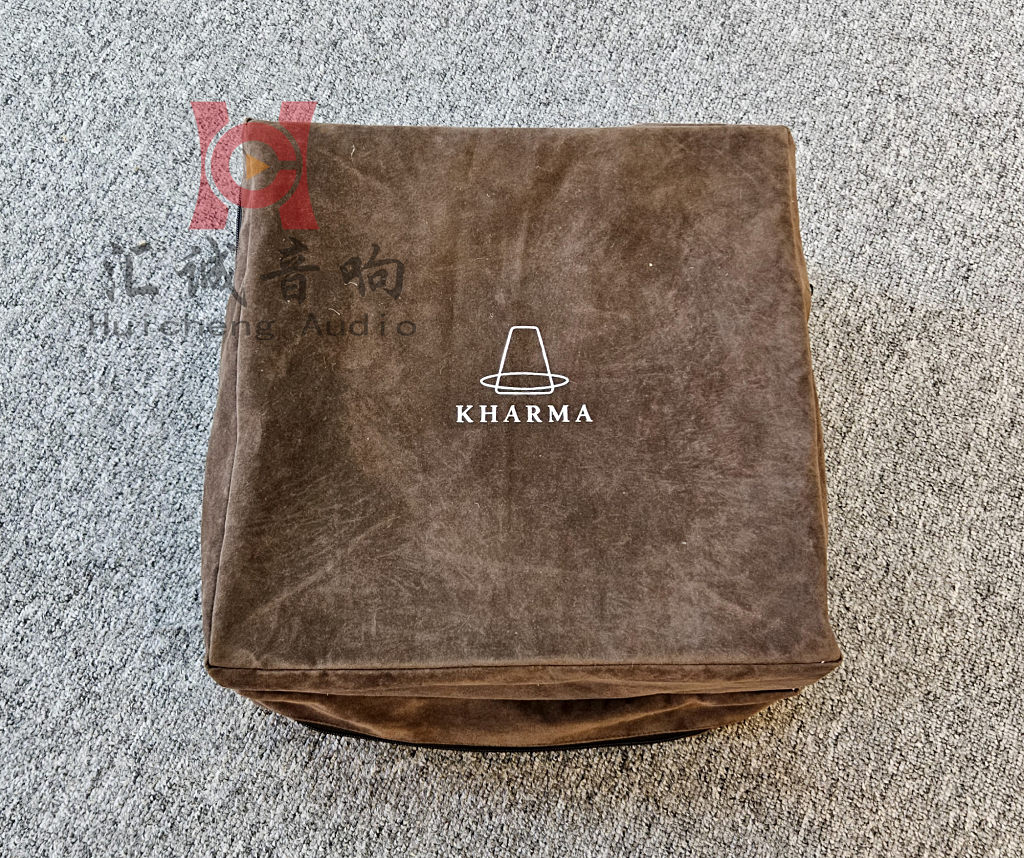 汇诚音响
Huicheng Audio
KHARMA